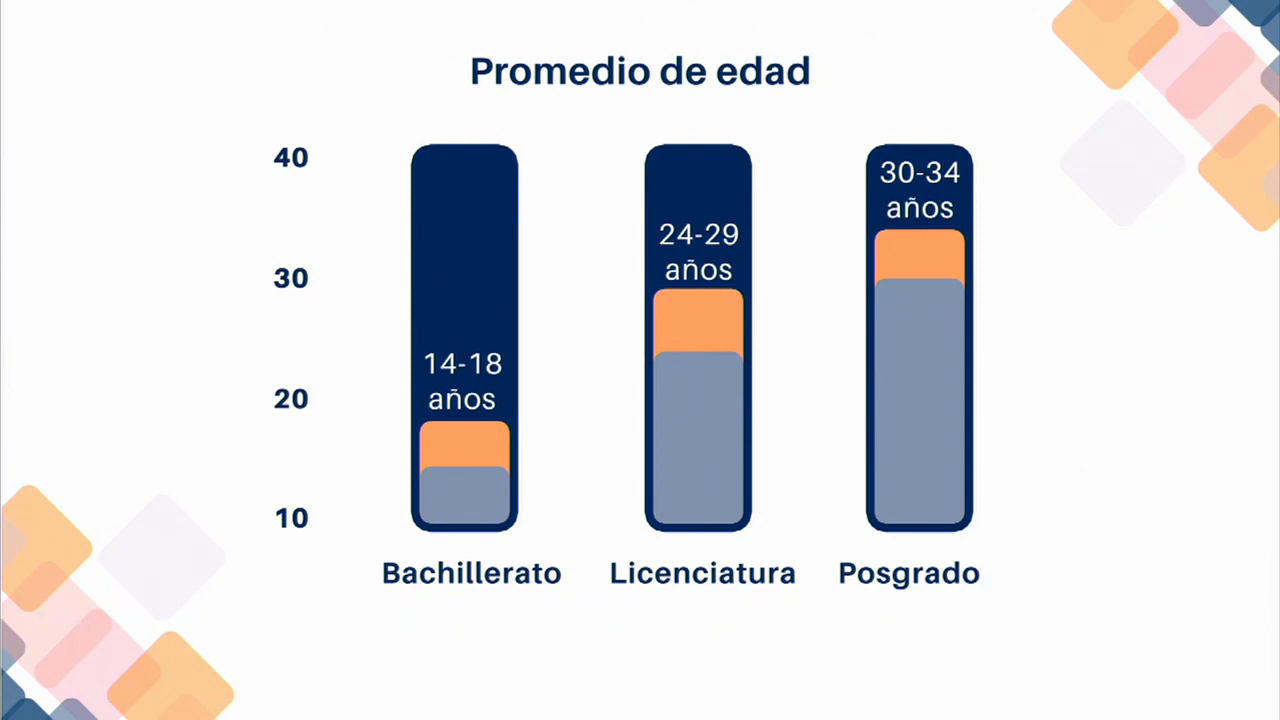 Promedio de edad
40
30
20
10
14-18
años
24-29
años
30-34
años
Bachillerato
Licenciatura
Posgrado